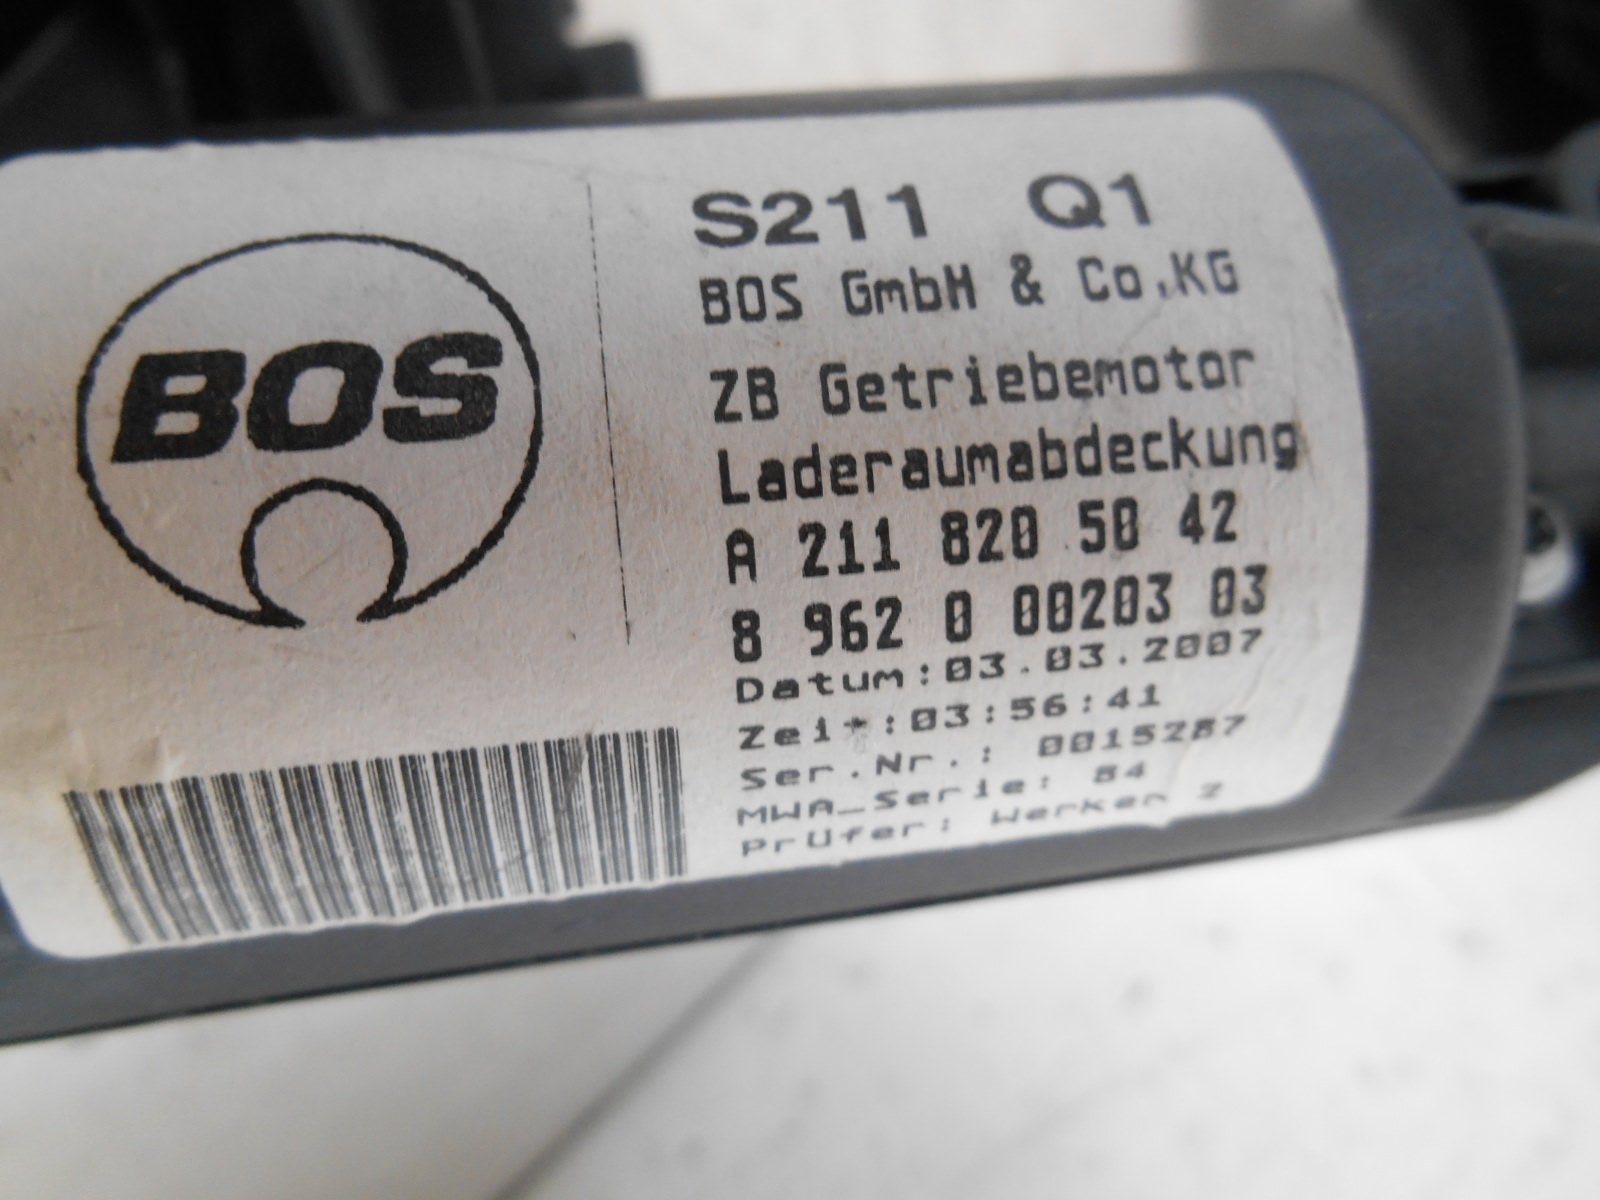 BOS
S211 Q1
BOS GmbH & Co.KG
ZB Getriebemotor
Laderaumabdeckung
A 211 820 50 42
8 962 0 00203 03
Datum:03.03.2007
Zeit:03:56:41
Ser.Nr.: 0015287
MWA_Serie: 84
Prüfer: Werker 2